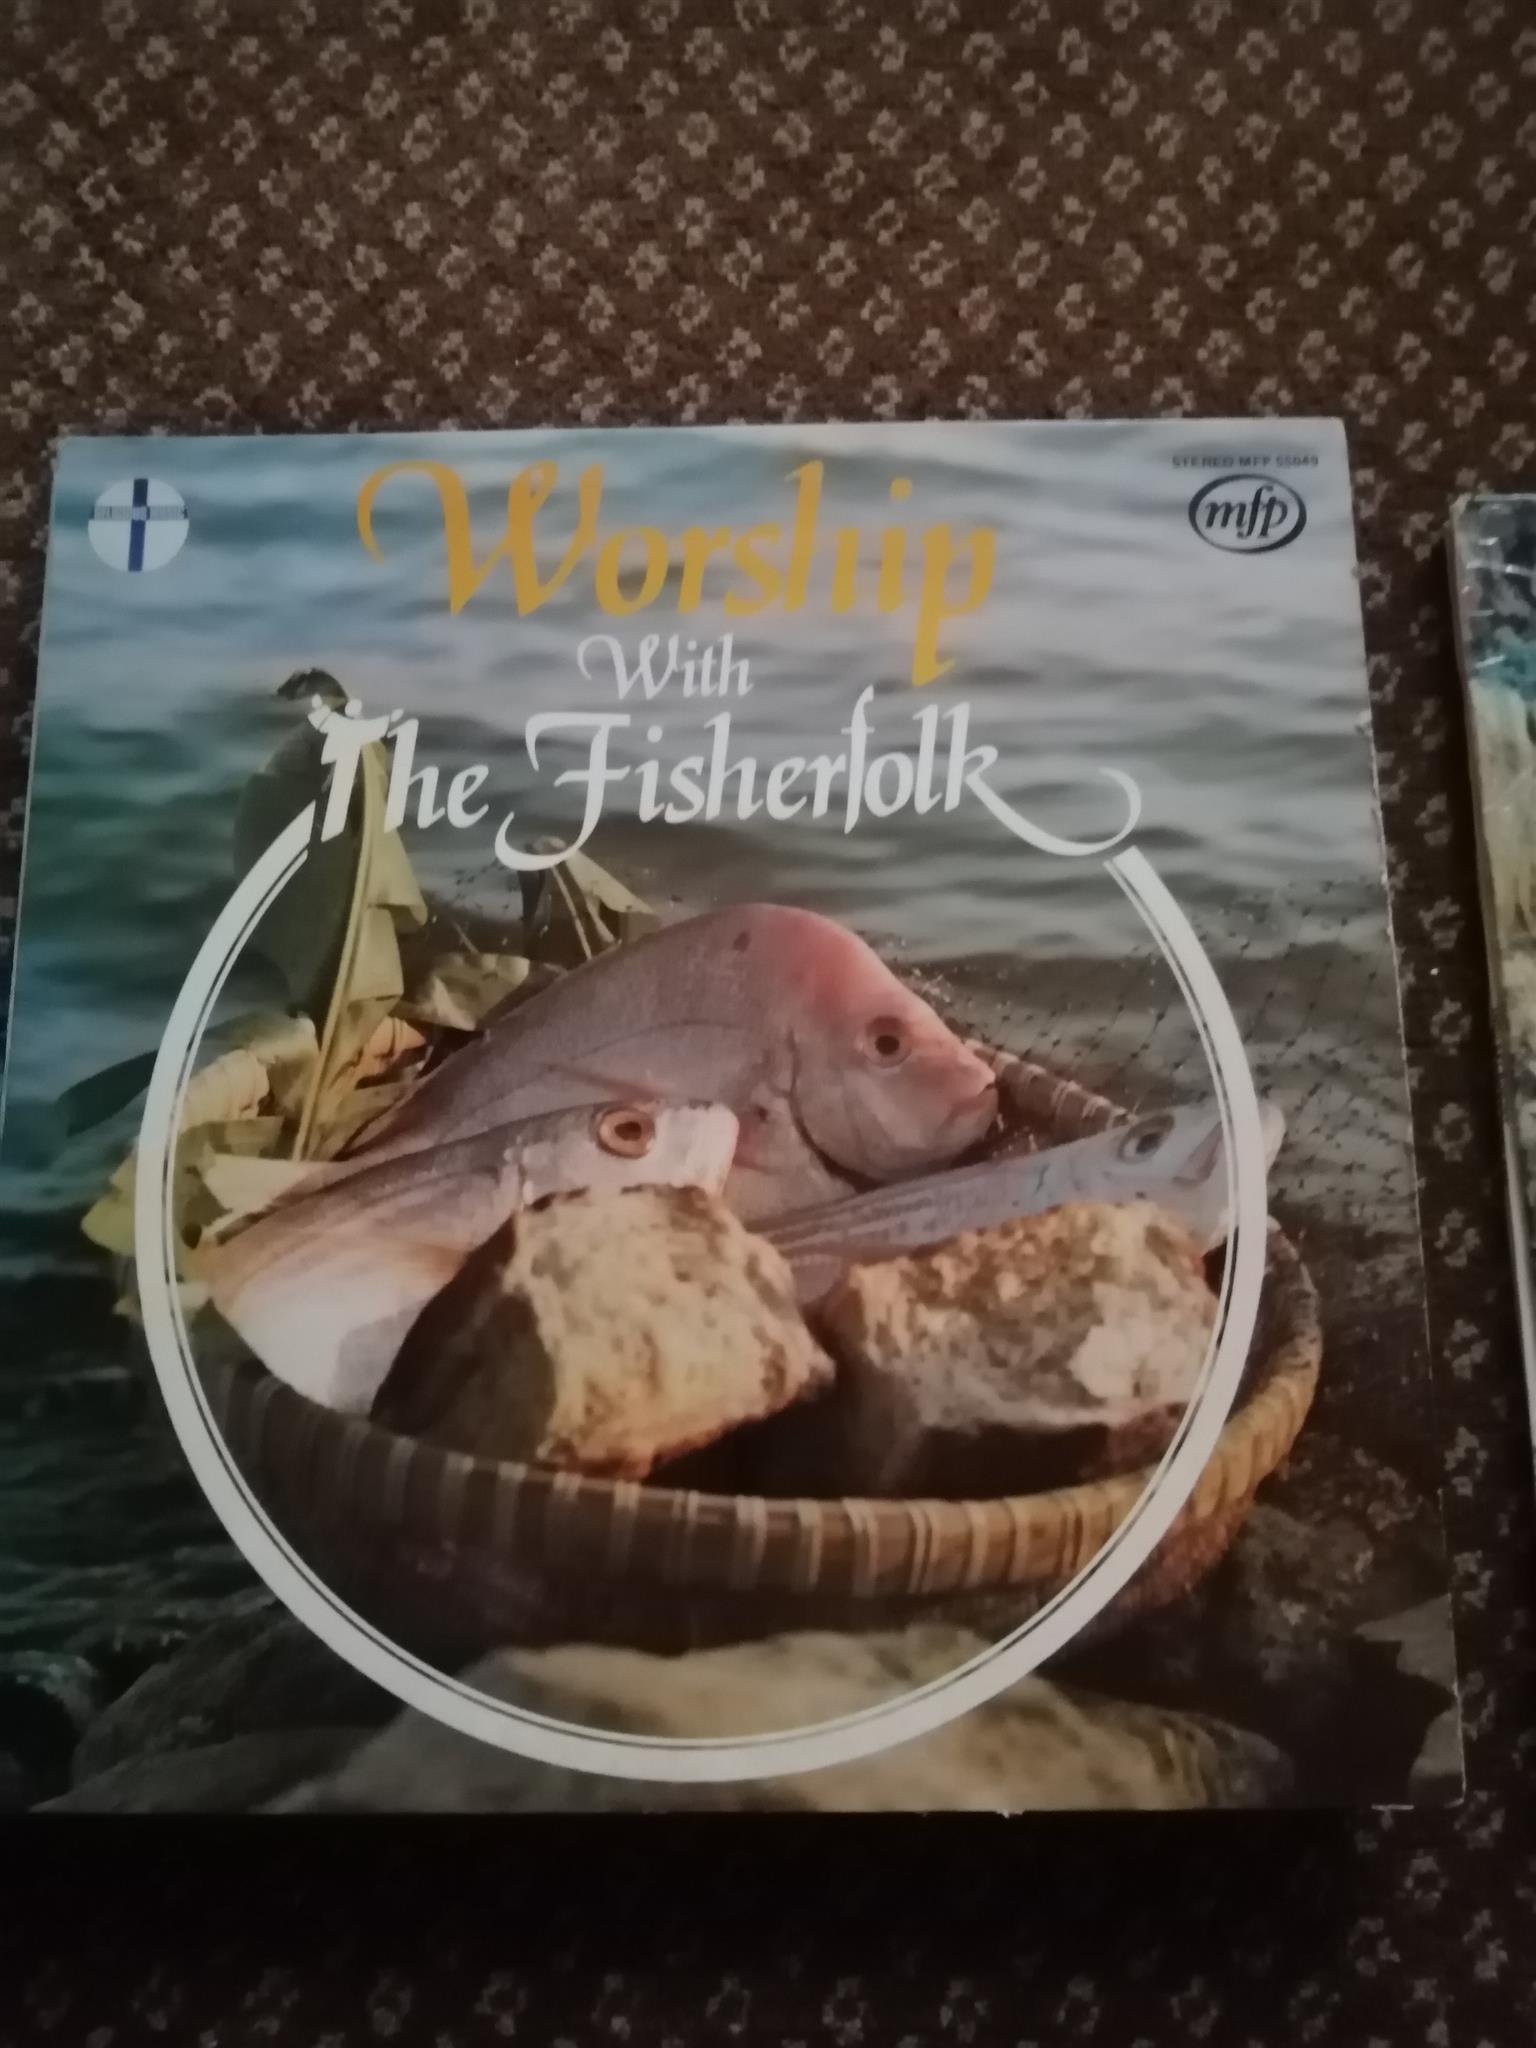 STEREO MFP 55049
mfp
Worship
With
The Fisherfolk